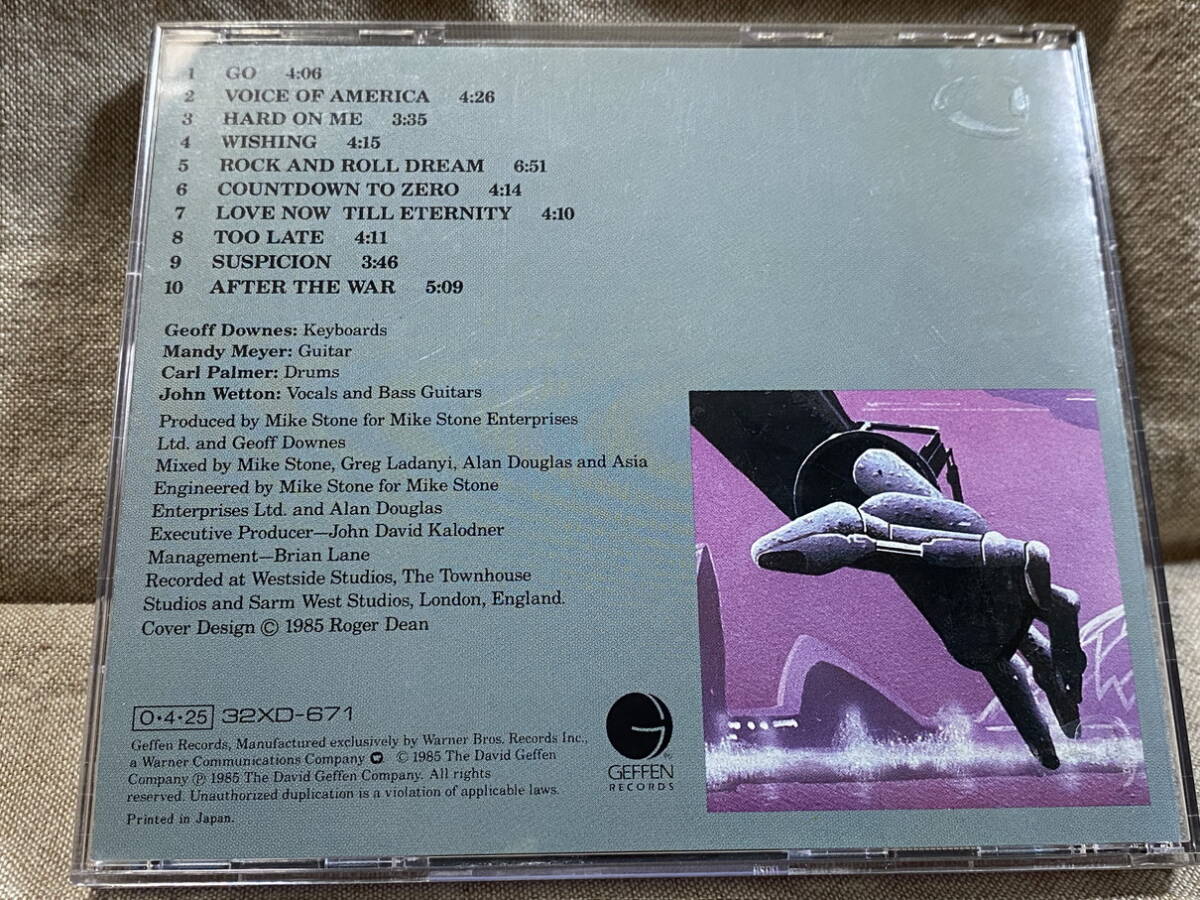 1 GO 4:06
2 VOICE OF AMERICA 4:26
3 HARD ON ME 3:35
4 WISHING 4:15
5 ROCK AND ROLL DREAM 6:51
6 COUNTDOWN TO ZERO 4:14
7 LOVE NOW TILL ETERNITY 4:10
8 TOO LATE 4:11
9 SUSPICION 3:46
10 AFTER THE WAR 5:09
Geoff Downes: Keyboards
Mandy Meyer: Guitar
Carl Palmer: Drums
John Wetton: Vocals and Bass Guitars
Produced by Mike Stone for Mike Stone Enterprises
Ltd. and Geoff Downes
Mixed by Mike Stone, Greg Ladanyi, Alan Douglas and Asia
Engineered by Mike Stone for Mike Stone
Enterprises Ltd. and Alan Douglas
Executive Producer—John David Kalodner
Management—Brian Lane
Recorded at Westside Studios, The Townhouse
Studios and Sarm West Studios, London, England.
Cover Design © 1985 Roger Dean
O·4·25 32XD-671
Geffen Records, Manufactured exclusively by Warner Bros. Records Inc.,
a Warner Communications Company © 1985 The David Geffen
Company ℗ 1985 The David Geffen Company. All rights
reserved. Unauthorized duplication is a violation of applicable laws.
Printed in Japan.
GEFFEN
RECORDS